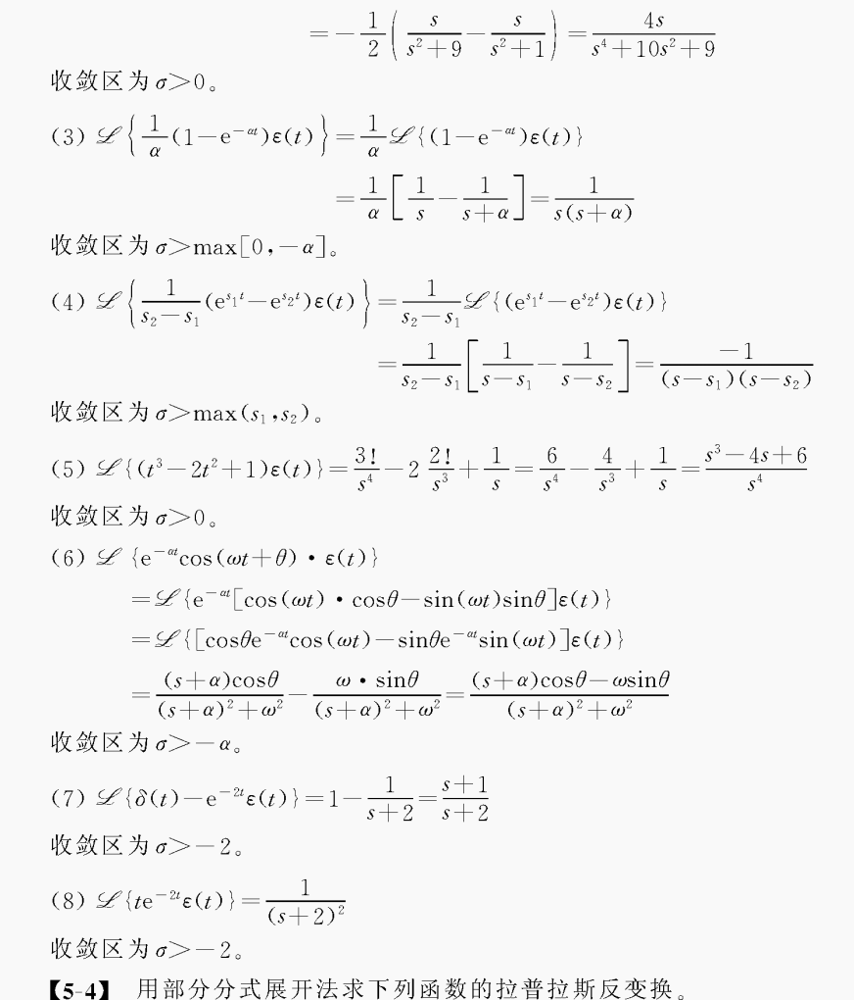 $=-\frac{1}{2}\left(\frac{s}{s^2+9}-\frac{s}{s^2+1}\right)=\frac{4s}{s^4+10s^2+9}$
收敛区为 $\sigma>0$。
(3) $\mathscr{L}\left\{\frac{1}{\alpha}(1-\mathrm{e}^{-\alpha t})\varepsilon(t)\right\}=\frac{1}{\alpha}\mathscr{L}\{(1-\mathrm{e}^{-\alpha t})\varepsilon(t)\}$
$=\frac{1}{\alpha}\left[\frac{1}{s}-\frac{1}{s+\alpha}\right]=\frac{1}{s(s+\alpha)}$
收敛区为 $\sigma>\max[0,-\alpha]$。
(4) $\mathscr{L}\left\{\frac{1}{s_2-s_1}(\mathrm{e}^{s_1t}-\mathrm{e}^{s_2t})\varepsilon(t)\right\}=\frac{1}{s_2-s_1}\mathscr{L}\{(\mathrm{e}^{s_1t}-\mathrm{e}^{s_2t})\varepsilon(t)\}$
$=\frac{1}{s_2-s_1}\left[\frac{1}{s-s_1}-\frac{1}{s-s_2}\right]=\frac{-1}{(s-s_1)(s-s_2)}$
收敛区为 $\sigma>\max(s_1,s_2)$。
(5) $\mathscr{L}\{(t^3-2t^2+1)\varepsilon(t)\}=\frac{3!}{s^4}-2\frac{2!}{s^3}+\frac{1}{s}=\frac{6}{s^4}-\frac{4}{s^3}+\frac{1}{s}=\frac{s^3-4s+6}{s^4}$
收敛区为 $\sigma>0$。
(6) $\mathscr{L}\{\mathrm{e}^{-\alpha t}\cos(\omega t+\theta)\cdot\varepsilon(t)\}$
$=\mathscr{L}\{\mathrm{e}^{-\alpha t}[\cos(\omega t)\cdot\cos\theta-\sin(\omega t)\sin\theta]\varepsilon(t)\}$
$=\mathscr{L}\{[\cos\theta\mathrm{e}^{-\alpha t}\cos(\omega t)-\sin\theta\mathrm{e}^{-\alpha t}\sin(\omega t)]\varepsilon(t)\}$
$=\frac{(s+\alpha)\cos\theta}{(s+\alpha)^2+\omega^2}-\frac{\omega\cdot\sin\theta}{(s+\alpha)^2+\omega^2}=\frac{(s+\alpha)\cos\theta-\omega\sin\theta}{(s+\alpha)^2+\omega^2}$
收敛区为 $\sigma>-\alpha$。
(7) $\mathscr{L}\{\delta(t)-\mathrm{e}^{-2t}\varepsilon(t)\}=1-\frac{1}{s+2}=\frac{s+1}{s+2}$
收敛区为 $\sigma>-2$。
(8) $\mathscr{L}\{t\mathrm{e}^{-2t}\varepsilon(t)\}=\frac{1}{(s+2)^2}$
收敛区为 $\sigma>-2$。
【5-4】 用部分分式展开法求下列函数的拉普拉斯反变换。